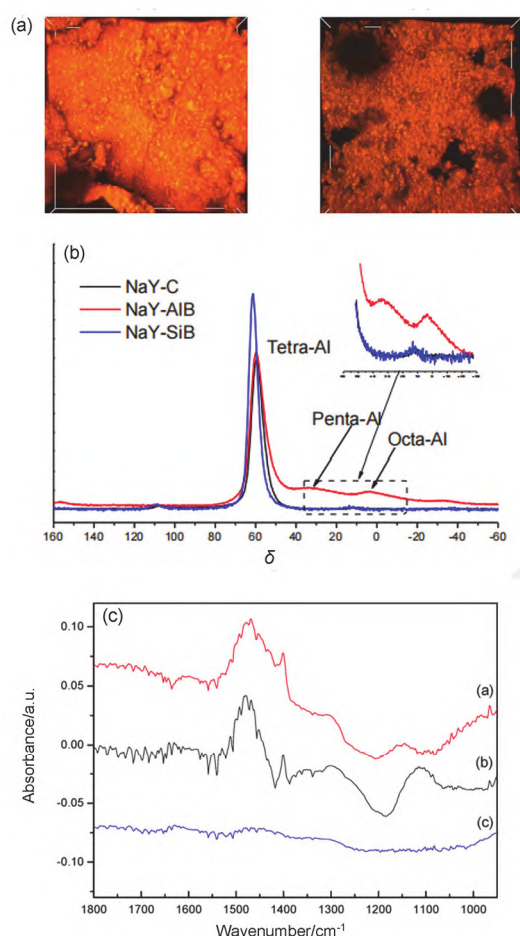 (a)
(b)
NaY-C
NaY-AlB
NaY-SiB
Tetra-Al
Penta-Al
Octa-Al
160 140 120 100 80 60 40 20 0 -20 -40 -60
δ
(c)
0.10
0.05
0.00
-0.05
-0.10
Absorbance/a.u.
(a)
(b)
(c)
1800 1700 1600 1500 1400 1300 1200 1100 1000
Wavenumber/cm⁻¹